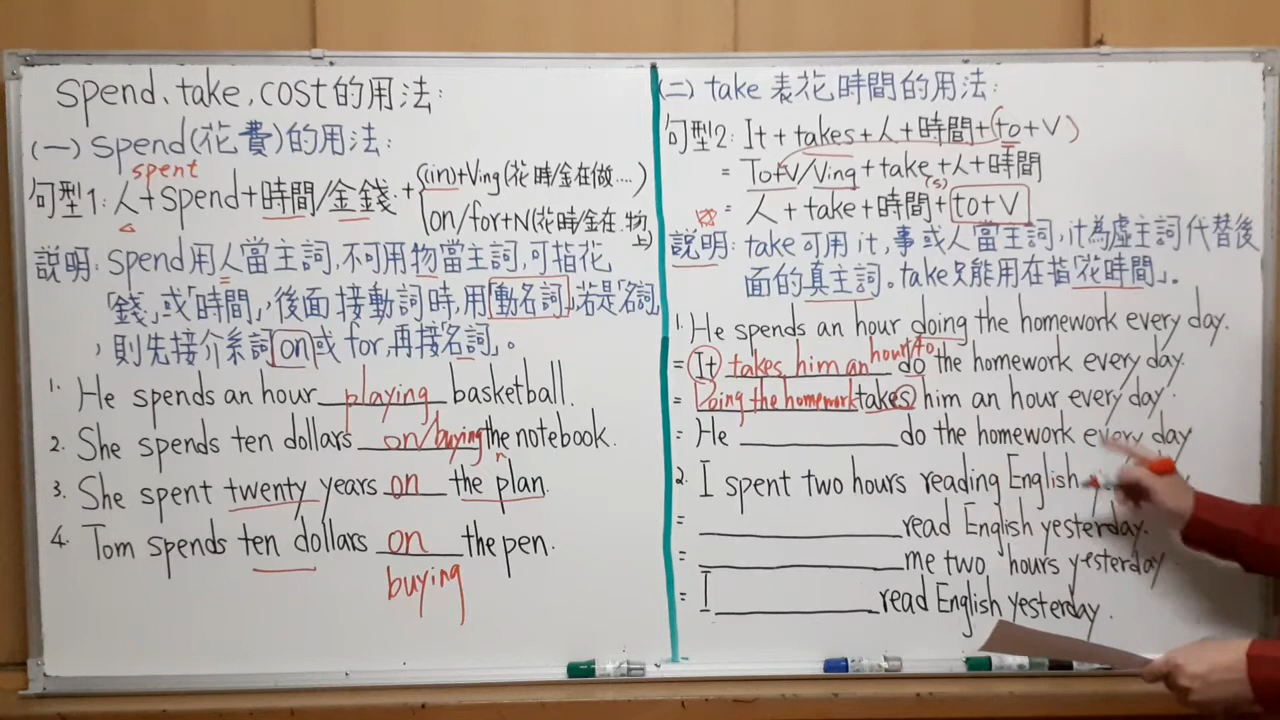 spend、take、cost的用法:
(一) spend(花費)的用法:
spent
句型1:人+spend+時間/金錢+
(in)+Ving(花時/金在做....)
on/for+N(花時/金在.物上)
說明:spend用人當主詞,不可用物當主詞,可指花
「錢」或「時間」,後面接動詞時,用「動名詞」,若是「名詞」
,則先接介系詞on或for,再接「名詞」。
1. He spends an hour playing basketball.
2. She spends ten dollars on/buying the notebook.
3. She spent twenty years on the plan.
4. Tom spends ten dollars on the pen.
buying
(二) take 表花時間的用法:
句型2:It+takes+人+時間+(to+V)
= To+V/Ving+take(s)+人+時間
= 人+take+時間+to+V
說明:take可用it,事或人當主詞,it為虛主詞代替後
面的真主詞。take只能用在指「花時間」。
1. He spends an hour doing the homework every day.
= It takes him an hour to do the homework every day.
= Doing the homework takes him an hour every day.
= He ________ do the homework every day
2. I spent two hours reading English
= ________ read English yesterday.
= ________ me two hours yesterday
= I ________ read English yesterday.